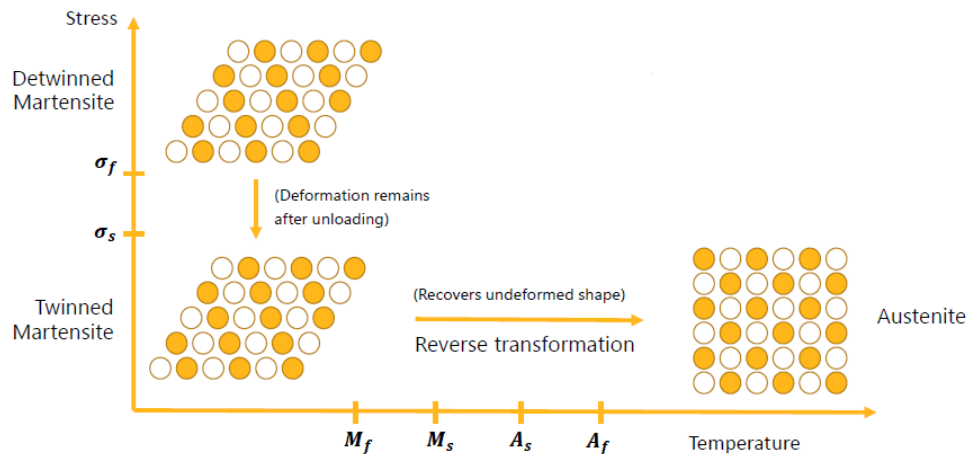 Stress
Detwinned
Martensite
σf
(Deformation remains
after unloading)
σs
Twinned
Martensite
(Recovers undeformed shape)
Reverse transformation
Austenite
Mf
Ms
As
Af
Temperature